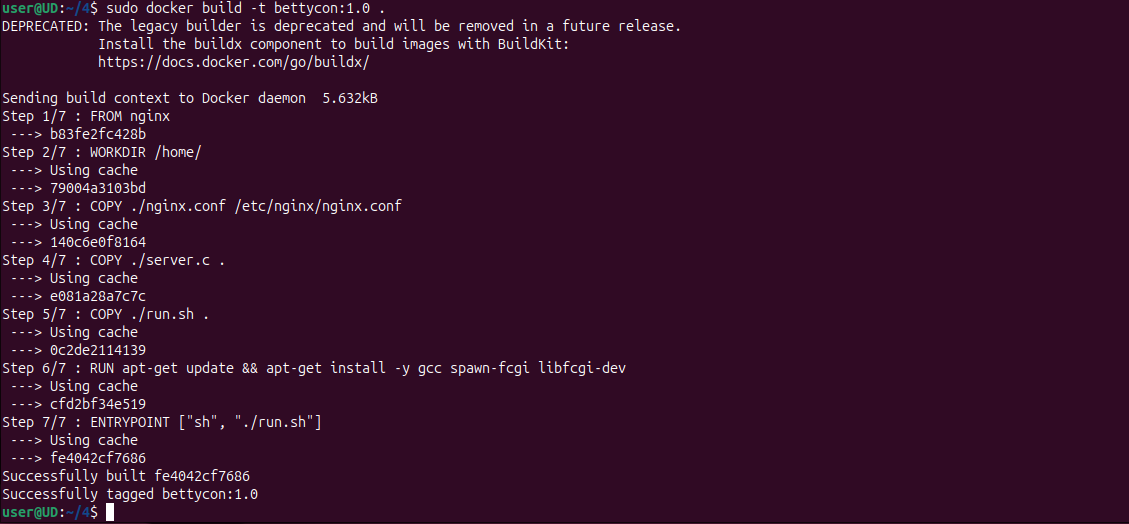 user@UD:~/4$ sudo docker build -t bettycon:1.0 .
DEPRECATED: The legacy builder is deprecated and will be removed in a future release.
            Install the buildx component to build images with BuildKit:
            https://docs.docker.com/go/buildx/

Sending build context to Docker daemon  5.632kB
Step 1/7 : FROM nginx
 ---> b83fe2fc428b
Step 2/7 : WORKDIR /home/
 ---> Using cache
 ---> 79004a3103bd
Step 3/7 : COPY ./nginx.conf /etc/nginx/nginx.conf
 ---> Using cache
 ---> 140c6e0f8164
Step 4/7 : COPY ./server.c .
 ---> Using cache
 ---> e081a28a7c7c
Step 5/7 : COPY ./run.sh .
 ---> Using cache
 ---> 0c2de2114139
Step 6/7 : RUN apt-get update && apt-get install -y gcc spawn-fcgi libfcgi-dev
 ---> Using cache
 ---> cfd2bf34e519
Step 7/7 : ENTRYPOINT ["sh", "./run.sh"]
 ---> Using cache
 ---> fe4042cf7686
Successfully built fe4042cf7686
Successfully tagged bettycon:1.0
user@UD:~/4$